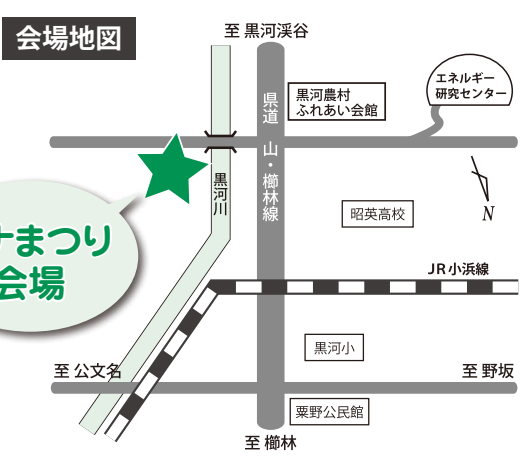 会場地図
至 黒河渓谷
県道 山・櫛林線
黒河農村
ふれあい会館
エネルギー
研究センター
黒河川
N
昭英高校
ナまつり
会場
JR小浜線
黒河小
至 公文名
至 野坂
粟野公民館
至 櫛林